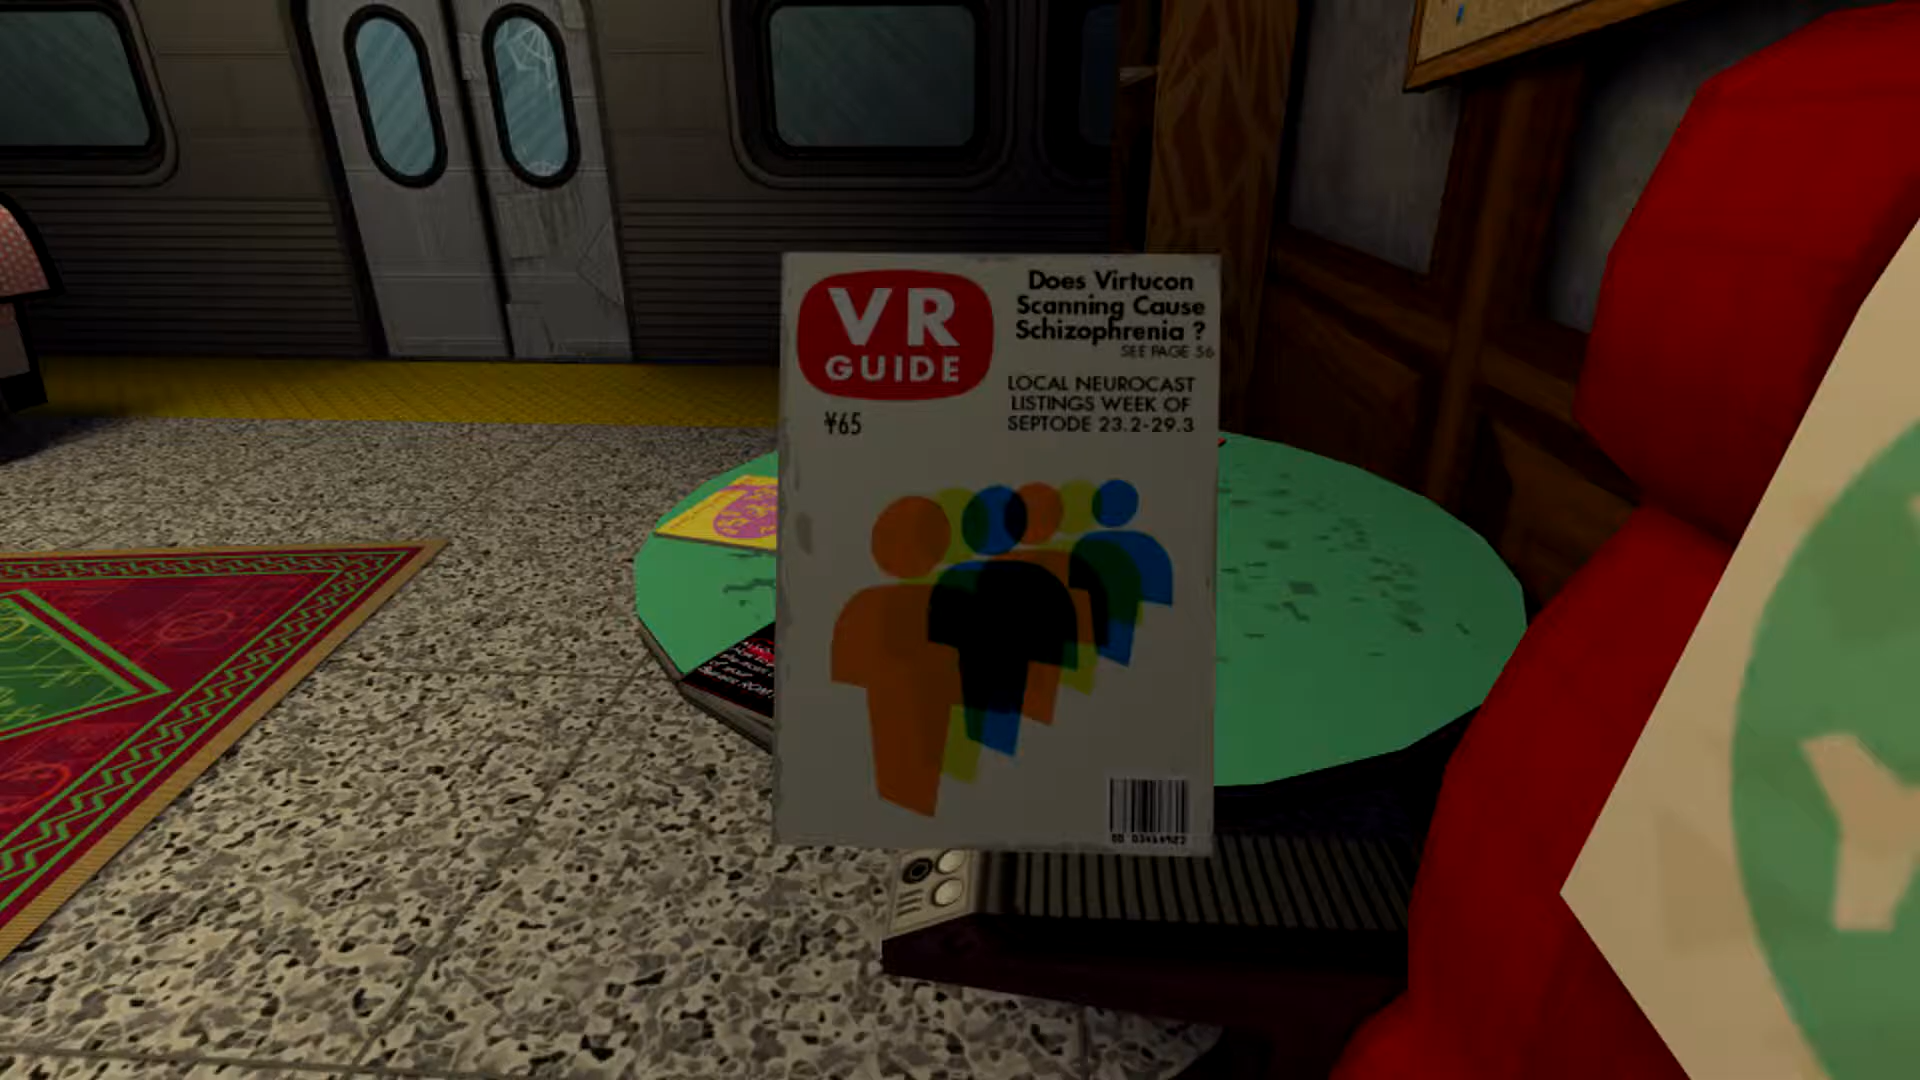 VR
GUIDE
¥65
Does Virtucon
Scanning Cause
Schizophrenia ?
SEE PAGE 56
LOCAL NEUROCAST
LISTINGS WEEK OF
SEPTODE 23.2-29.3